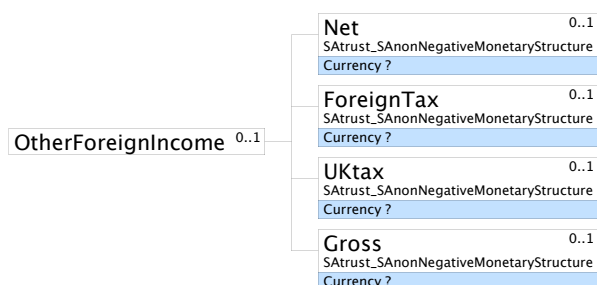 Net 0..1
SAtrust_SAnonNegativeMonetaryStructure
Currency ?
ForeignTax 0..1
SAtrust_SAnonNegativeMonetaryStructure
Currency ?
OtherForeignIncome 0..1
UKtax 0..1
SAtrust_SAnonNegativeMonetaryStructure
Currency ?
Gross 0..1
SAtrust_SAnonNegativeMonetaryStructure
Currency ?